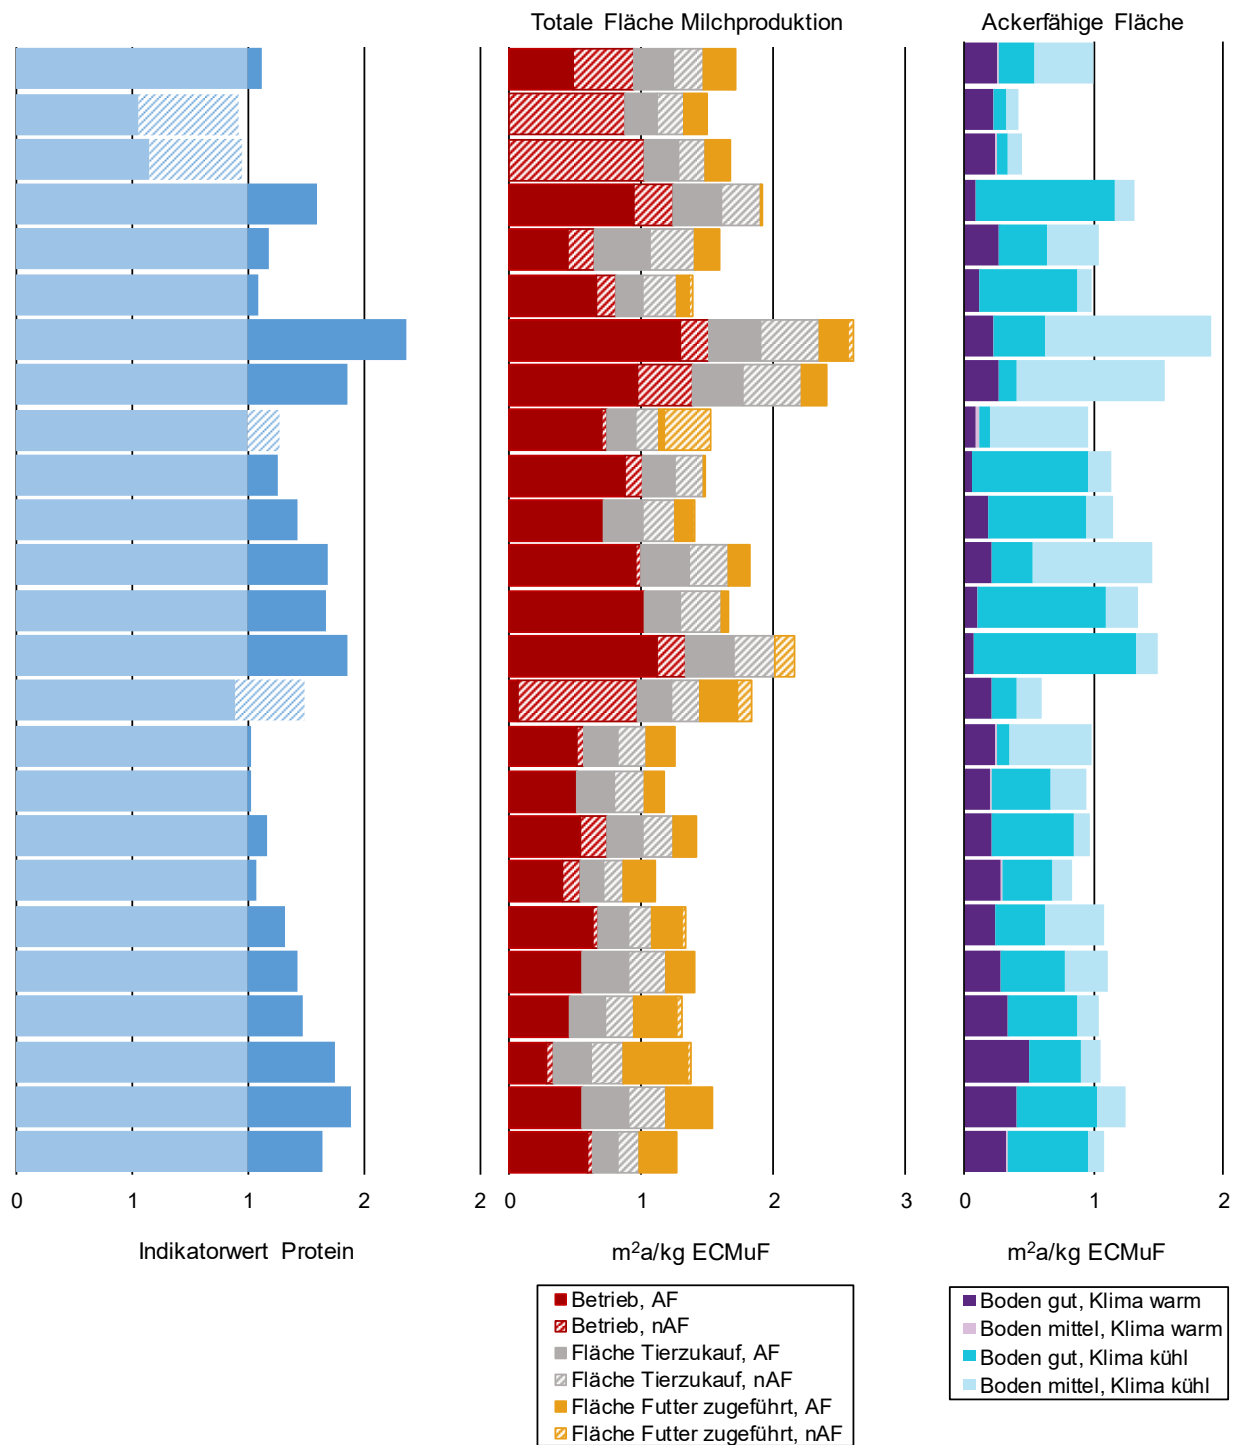 Totale Fläche Milchproduktion
Ackerfähige Fläche
0 1 1 2 2
0 1 2 3
0 1 2
Indikatorwert Protein
m²a/kg ECMuF
m²a/kg ECMuF
Betrieb, AF
Betrieb, nAF
Fläche Tierzukauf, AF
Fläche Tierzukauf, nAF
Fläche Futter zugeführt, AF
Fläche Futter zugeführt, nAF
Boden gut, Klima warm
Boden mittel, Klima warm
Boden gut, Klima kühl
Boden mittel, Klima kühl